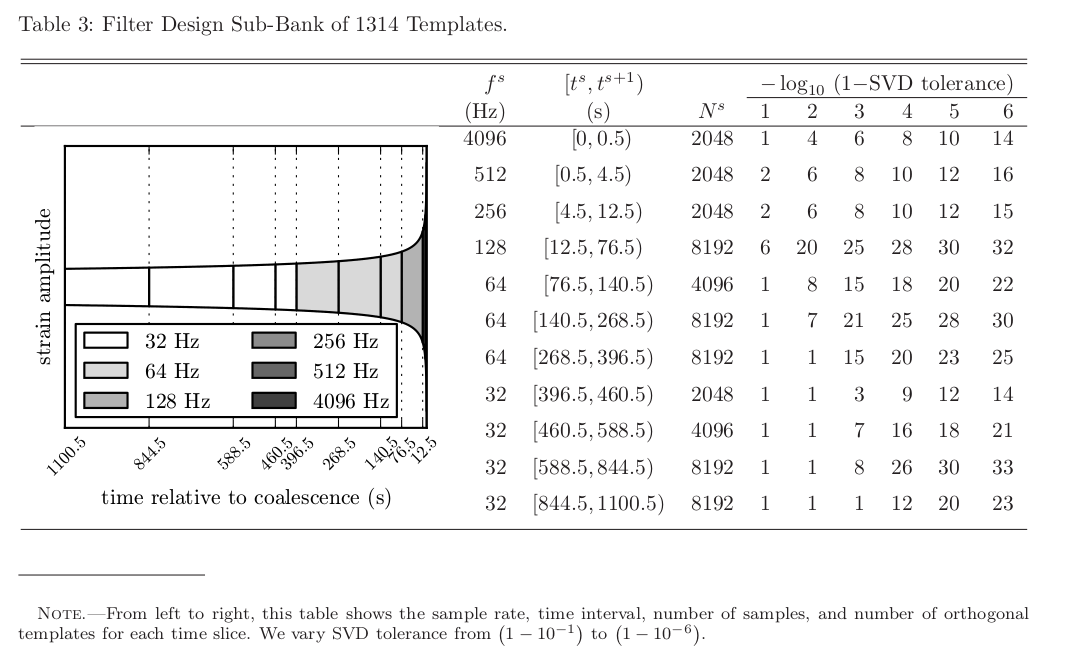 Table 3: Filter Design Sub-Bank of 1314 Templates.
f^s [t^s, t^{s+1}) − log₁₀ (1−SVD tolerance)
(Hz) (s) N^s 1 2 3 4 5 6
4096 [0, 0.5) 2048 1 4 6 8 10 14
512 [0.5, 4.5) 2048 2 6 8 10 12 16
256 [4.5, 12.5) 2048 2 6 8 10 12 15
128 [12.5, 76.5) 8192 6 20 25 28 30 32
64 [76.5, 140.5) 4096 1 8 15 18 20 22
64 [140.5, 268.5) 8192 1 7 21 25 28 30
64 [268.5, 396.5) 8192 1 1 15 20 23 25
32 [396.5, 460.5) 2048 1 1 3 9 12 14
32 [460.5, 588.5) 4096 1 1 7 16 18 21
32 [588.5, 844.5) 8192 1 1 8 26 30 33
32 [844.5, 1100.5) 8192 1 1 1 12 20 23
strain amplitude
32 Hz 256 Hz
64 Hz 512 Hz
128 Hz 4096 Hz
1100.5 844.5 588.5 460.5 396.5 268.5 140.5 76.5 12.5
time relative to coalescence (s)
Note.—From left to right, this table shows the sample rate, time interval, number of samples, and number of orthogonal
templates for each time slice. We vary SVD tolerance from (1 − 10⁻¹) to (1 − 10⁻⁶).